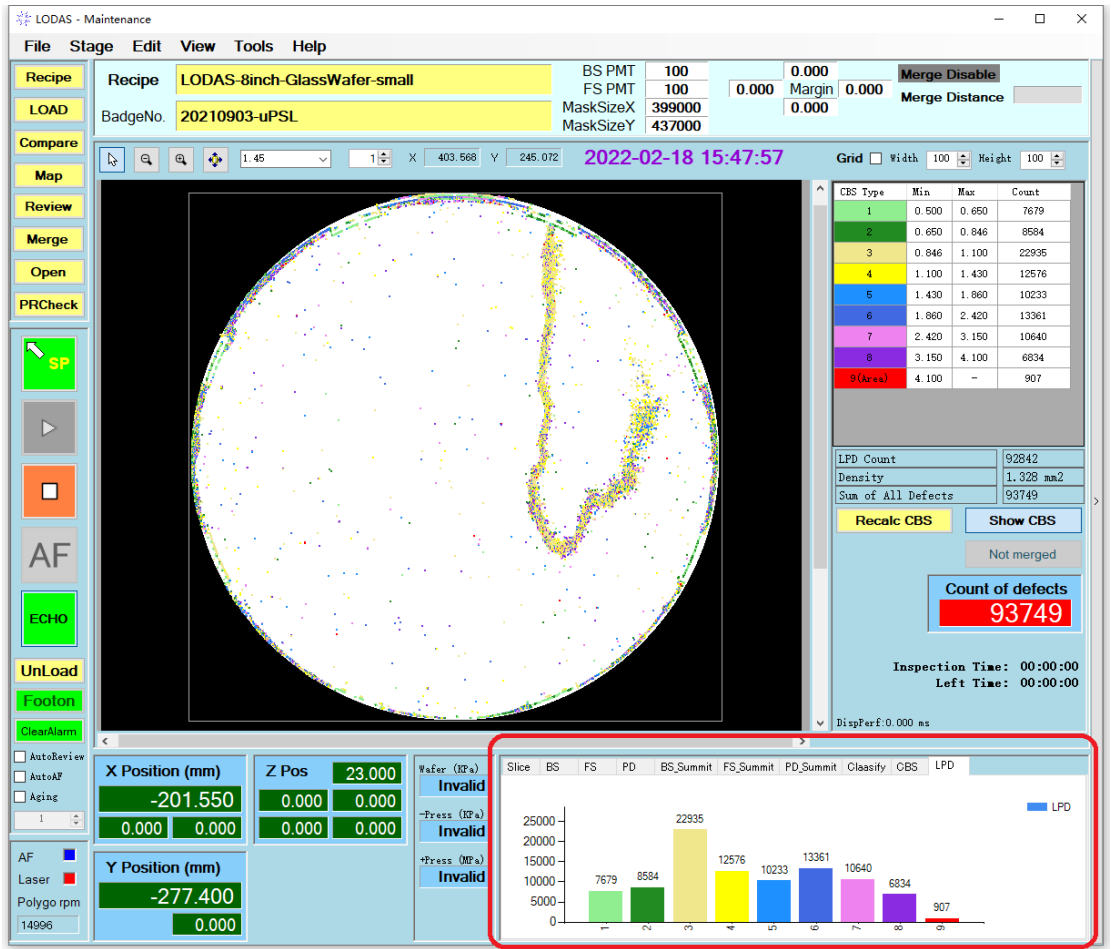 LODAS - Maintenance
File Stage Edit View Tools Help
Recipe
LOAD
Compare
Map
Review
Merge
Open
PRCheck
SP
AF
ECHO
UnLoad
Footon
ClearAlarm
AutoReview
AutoAF
Aging
1
AF
Laser
Polygo rpm
14996
Recipe LODAS-8inch-GlassWafer-small
BadgeNo. 20210903-uPSL
BS PMT 100
FS PMT 100
MaskSizeX 399000
MaskSizeY 437000
0.000
0.000 Margin 0.000
0.000
Merge Disable
Merge Distance
1.45 1 X 403.568 Y 245.072 2022-02-18 15:47:57
Grid Width 100 Height 100
CBS Type Min Max Count
1 0.500 0.650 7679
2 0.650 0.846 8584
3 0.846 1.100 22935
4 1.100 1.430 12576
5 1.430 1.860 10233
6 1.860 2.420 13361
7 2.420 3.150 10640
8 3.150 4.100 6834
9(Area) 4.100 - 907
LPD Count 92842
Density 1.328 mm2
Sum of All Defects 93749
Recalc CBS Show CBS
Not merged
Count of defects
93749
Inspection Time: 00:00:00
Left Time: 00:00:00
DispPerf:0.000 ms
X Position (mm)
-201.550
0.000 0.000
Y Position (mm)
-277.400
0.000
Z Pos 23.000
0.000 0.000
0.000 0.000
Wafer (KPa)
Invalid
-Press (KPa)
Invalid
+Press (MPa)
Invalid
Slice BS FS PD BS_Summit FS_Summit PD_Summit Claasify CBS LPD
LPD
25000
20000
15000
10000
5000
0
7679 8584 22935 12576 10233 13361 10640 6834 907
1 2 3 4 5 6 7 8 9